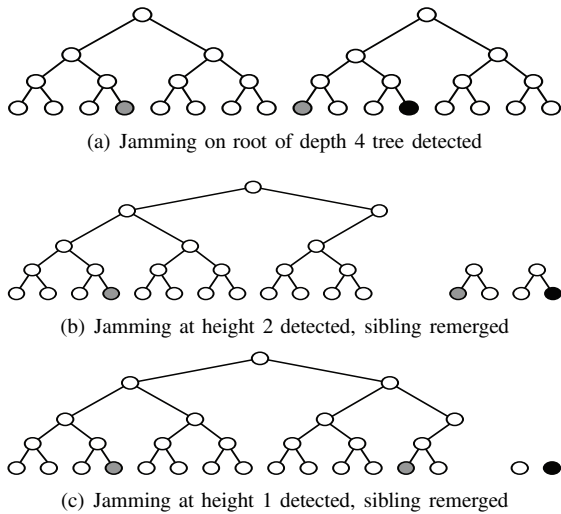 (a) Jamming on root of depth 4 tree detected
(b) Jamming at height 2 detected, sibling remerged
(c) Jamming at height 1 detected, sibling remerged